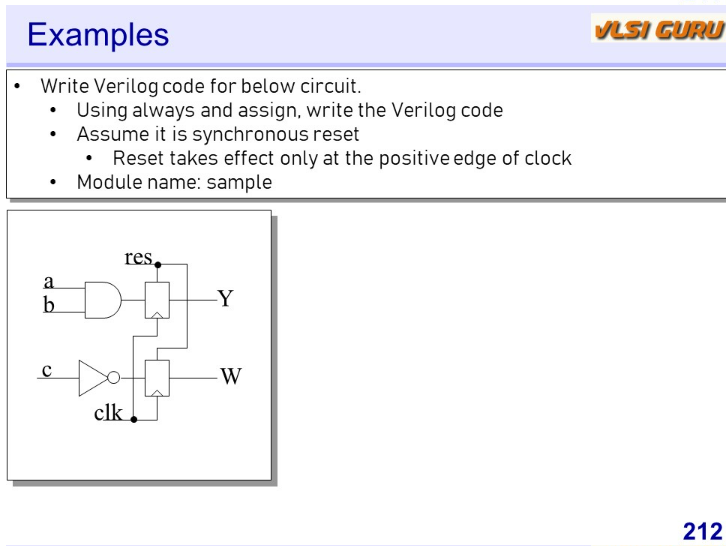 Examples
VLSI GURU
• Write Verilog code for below circuit.
• Using always and assign, write the Verilog code
• Assume it is synchronous reset
• Reset takes effect only at the positive edge of clock
• Module name: sample
res
a
b
Y
c
W
clk
212